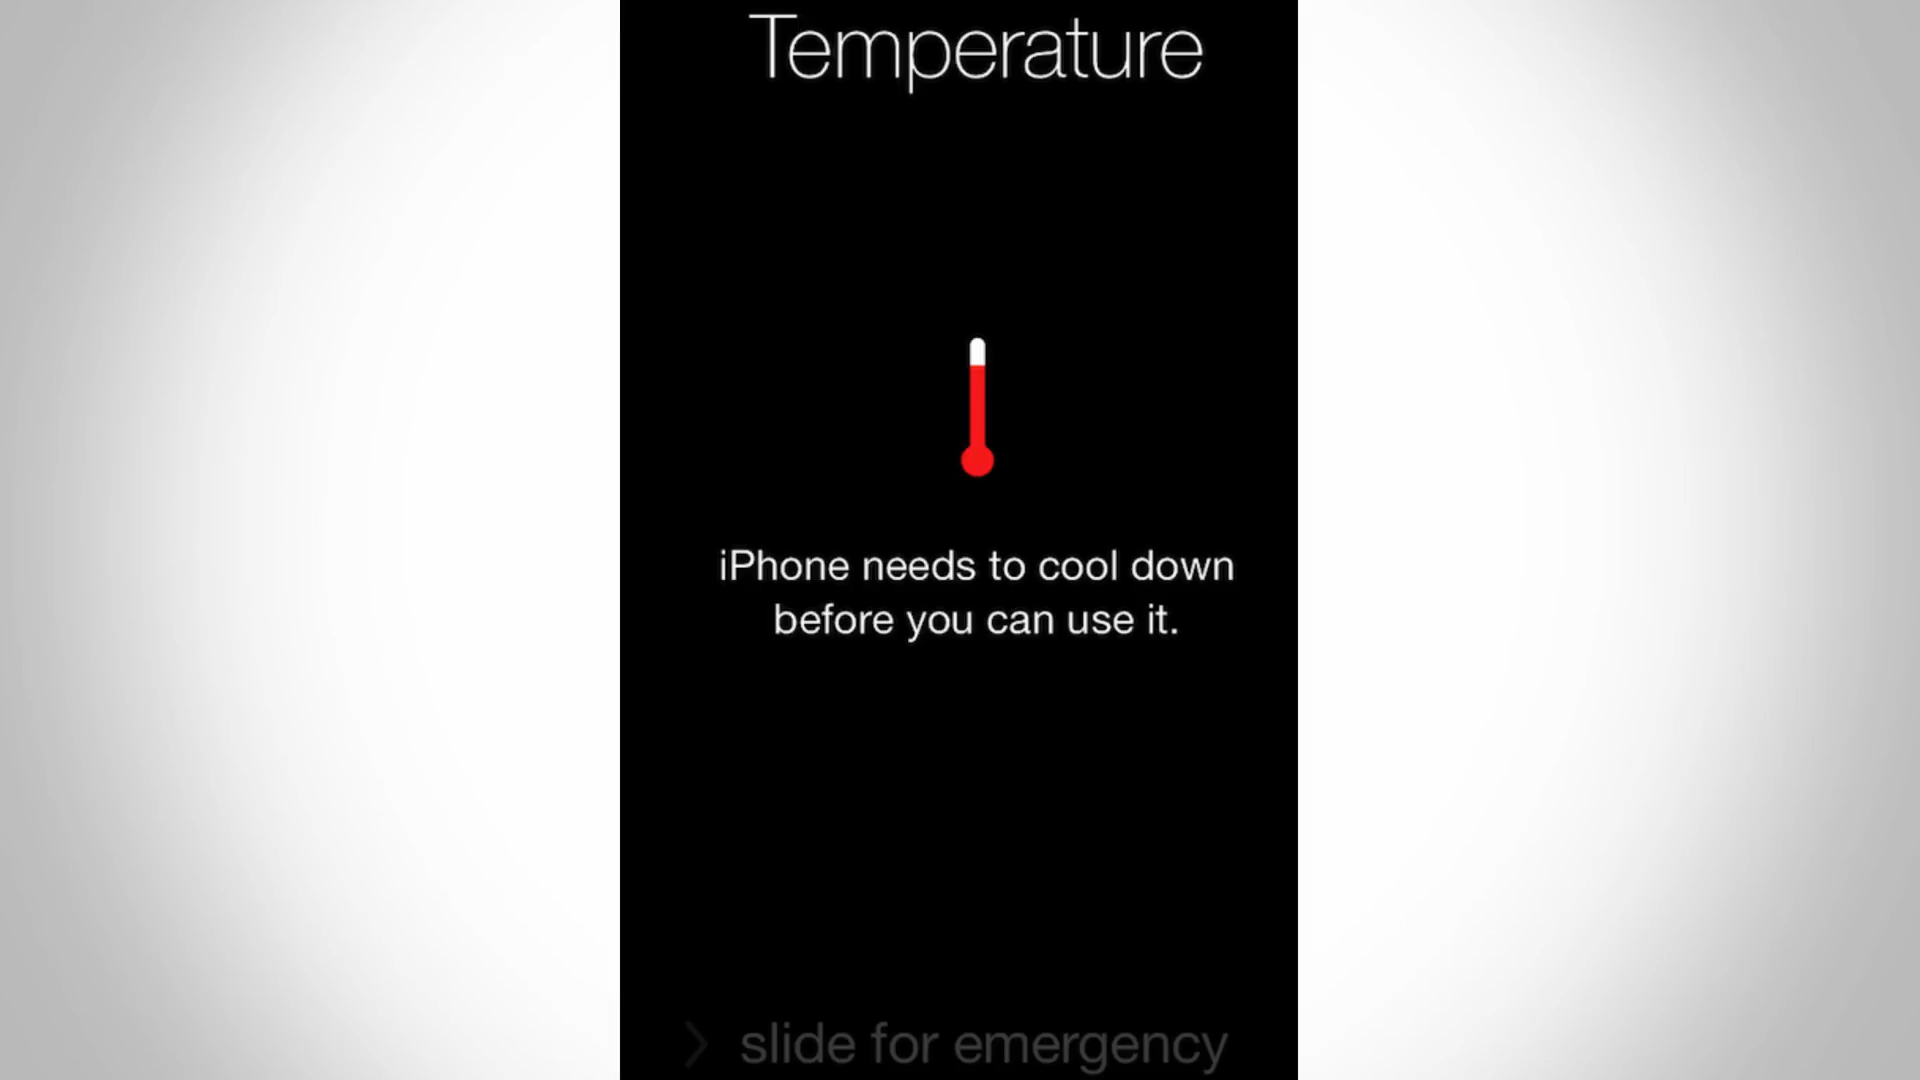 Temperature
iPhone needs to cool down
before you can use it.
slide for emergency